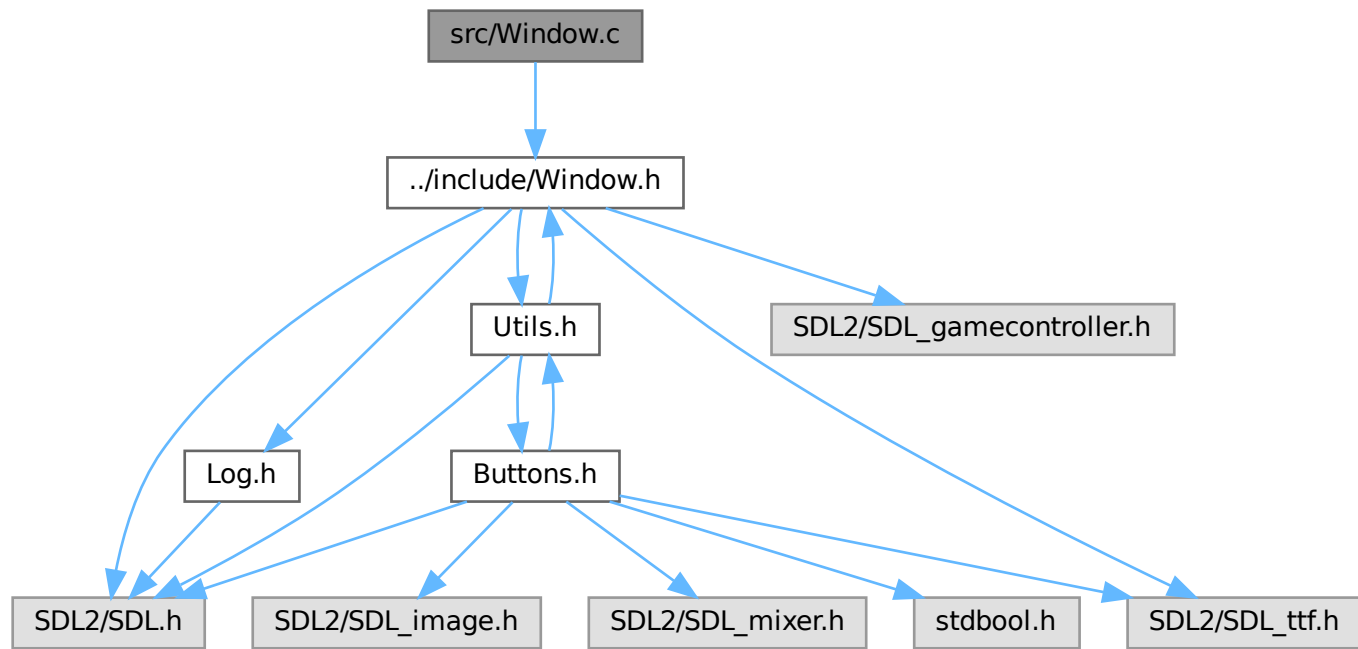 src/Window.c
../include/Window.h
Utils.h
SDL2/SDL_gamecontroller.h
Log.h
Buttons.h
SDL2/SDL.h
SDL2/SDL_image.h
SDL2/SDL_mixer.h
stdbool.h
SDL2/SDL_ttf.h